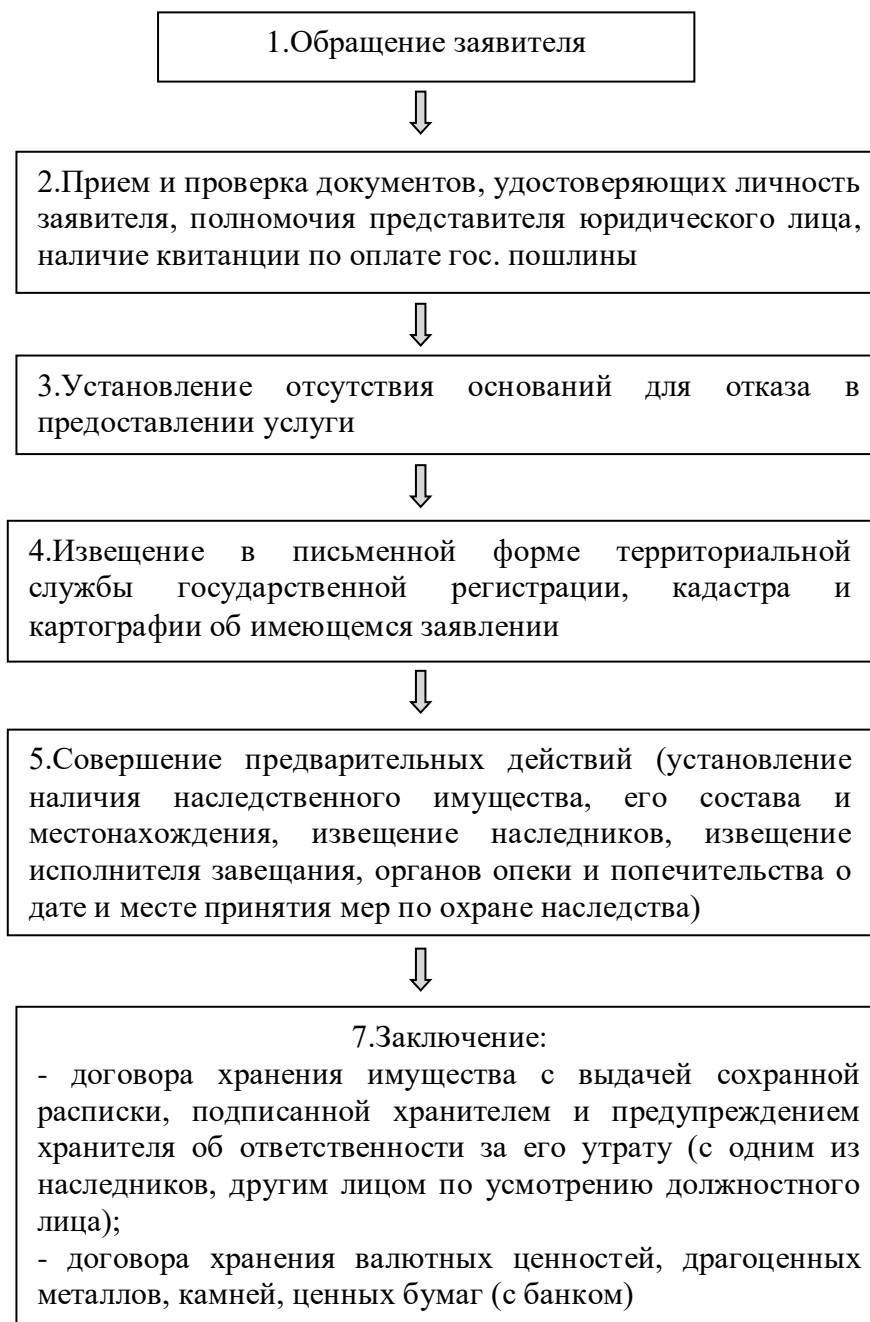 1.Обращение заявителя
2.Прием и проверка документов, удостоверяющих личность
заявителя, полномочия представителя юридического лица,
наличие квитанции по оплате гос. пошлины
3.Установление отсутствия оснований для отказа в
предоставлении услуги
4.Извещение в письменной форме территориальной
службы государственной регистрации, кадастра и
картографии об имеющемся заявлении
5.Совершение предварительных действий (установление
наличия наследственного имущества, его состава и
местонахождения, извещение наследников, извещение
исполнителя завещания, органов опеки и попечительства о
дате и месте принятия мер по охране наследства)
7.Заключение:
- договора хранения имущества с выдачей сохранной
расписки, подписанной хранителем и предупреждением
хранителя об ответственности за его утрату (с одним из
наследников, другим лицом по усмотрению должностного
лица);
- договора хранения валютных ценностей, драгоценных
металлов, камней, ценных бумаг (с банком)